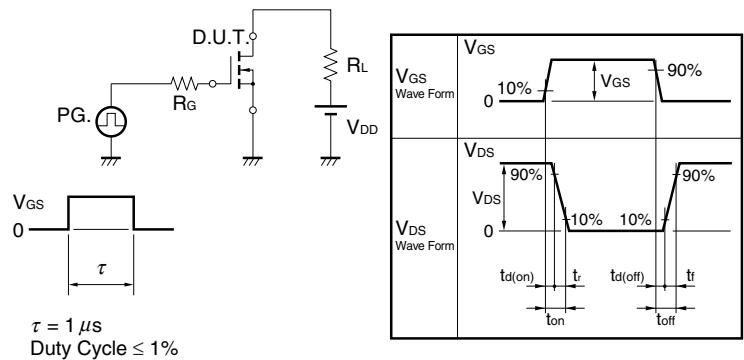 D.U.T.
RG
RL
PG.
VDD
VGS
0
τ
τ = 1 μs
Duty Cycle ≤ 1%
VGS
Wave Form
VGS
10%
VGS
90%
0
VDS
Wave Form
VDS
90%
90%
VDS
10%
10%
0
td(on)
tr
td(off)
tf
ton
toff